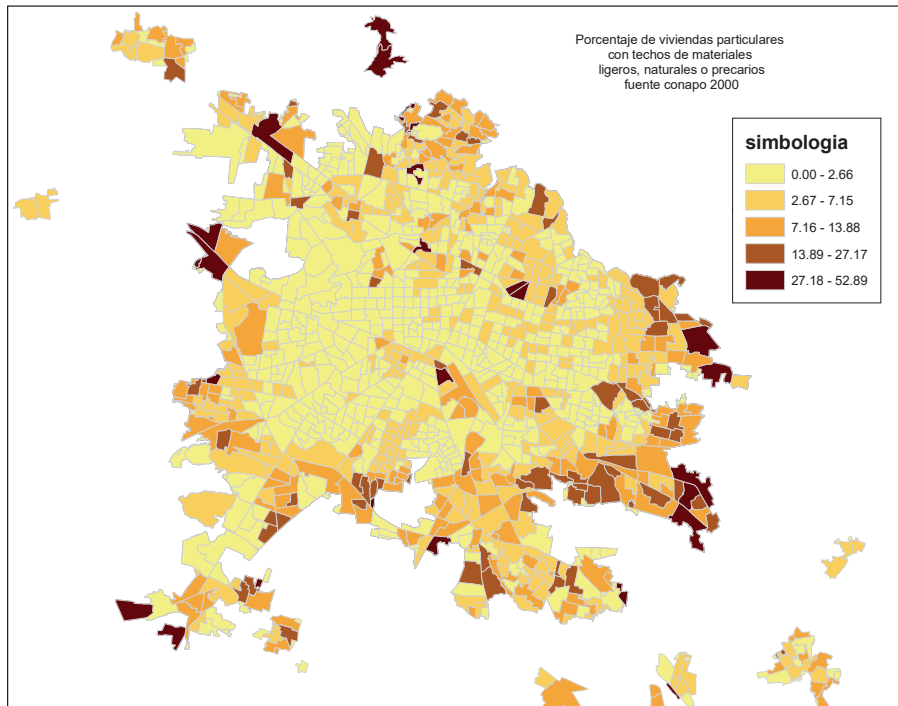 Porcentaje de viviendas particulares
con techos de materiales
ligeros, naturales o precarios
fuente conapo 2000
simbologia
0.00 - 2.66
2.67 - 7.15
7.16 - 13.88
13.89 - 27.17
27.18 - 52.89